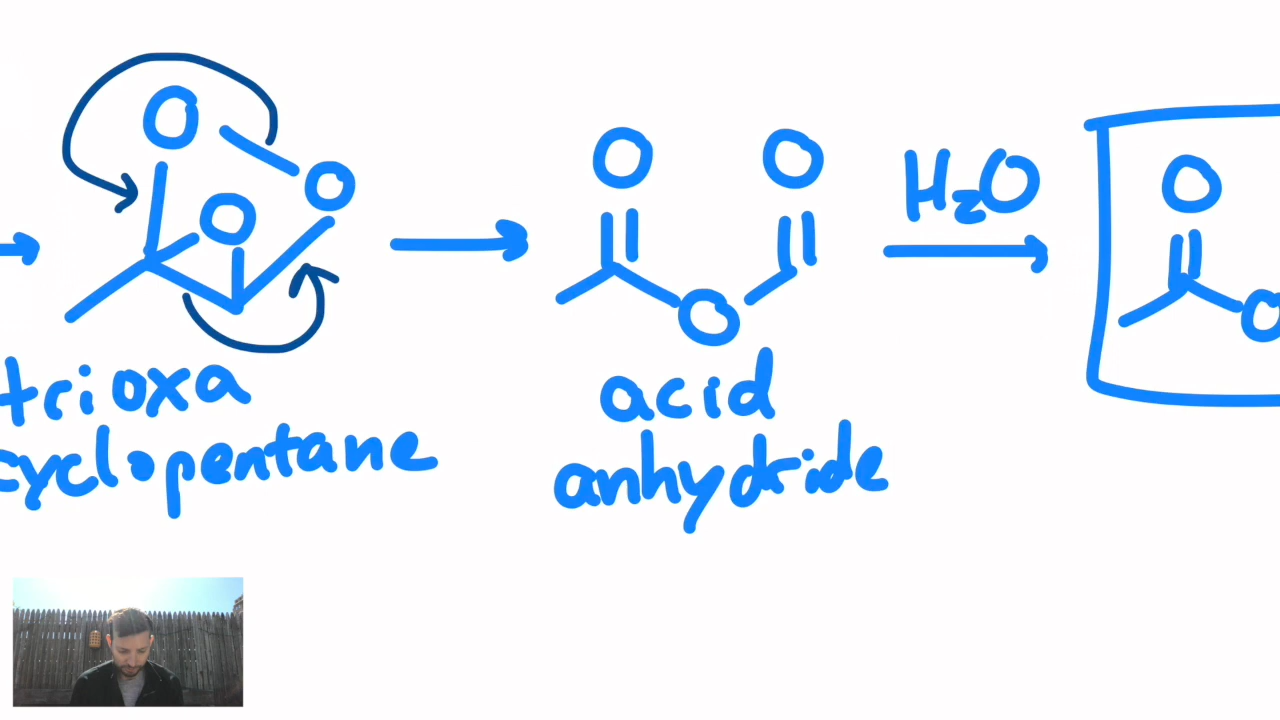 O
O
O
O
O
O
H₂O
O
O
trioxa
cyclopentane
acid
anhydride